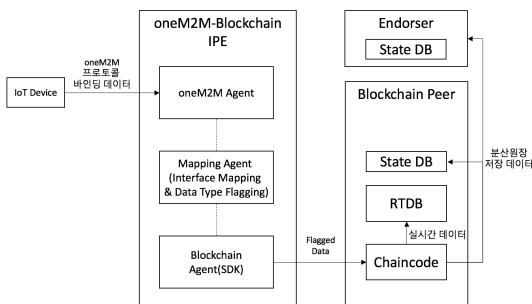 oneM2M-Blockchain
IPE
oneM2M
프로토콜
바인딩 데이터
IoT Device
oneM2M Agent
Mapping Agent
(Interface Mapping
& Data Type Flagging)
Blockchain
Agent(SDK)
Flagged
Data
Endorser
State DB
Blockchain Peer
State DB
RTDB
실시간 데이터
Chaincode
분산원장
저장 데이터